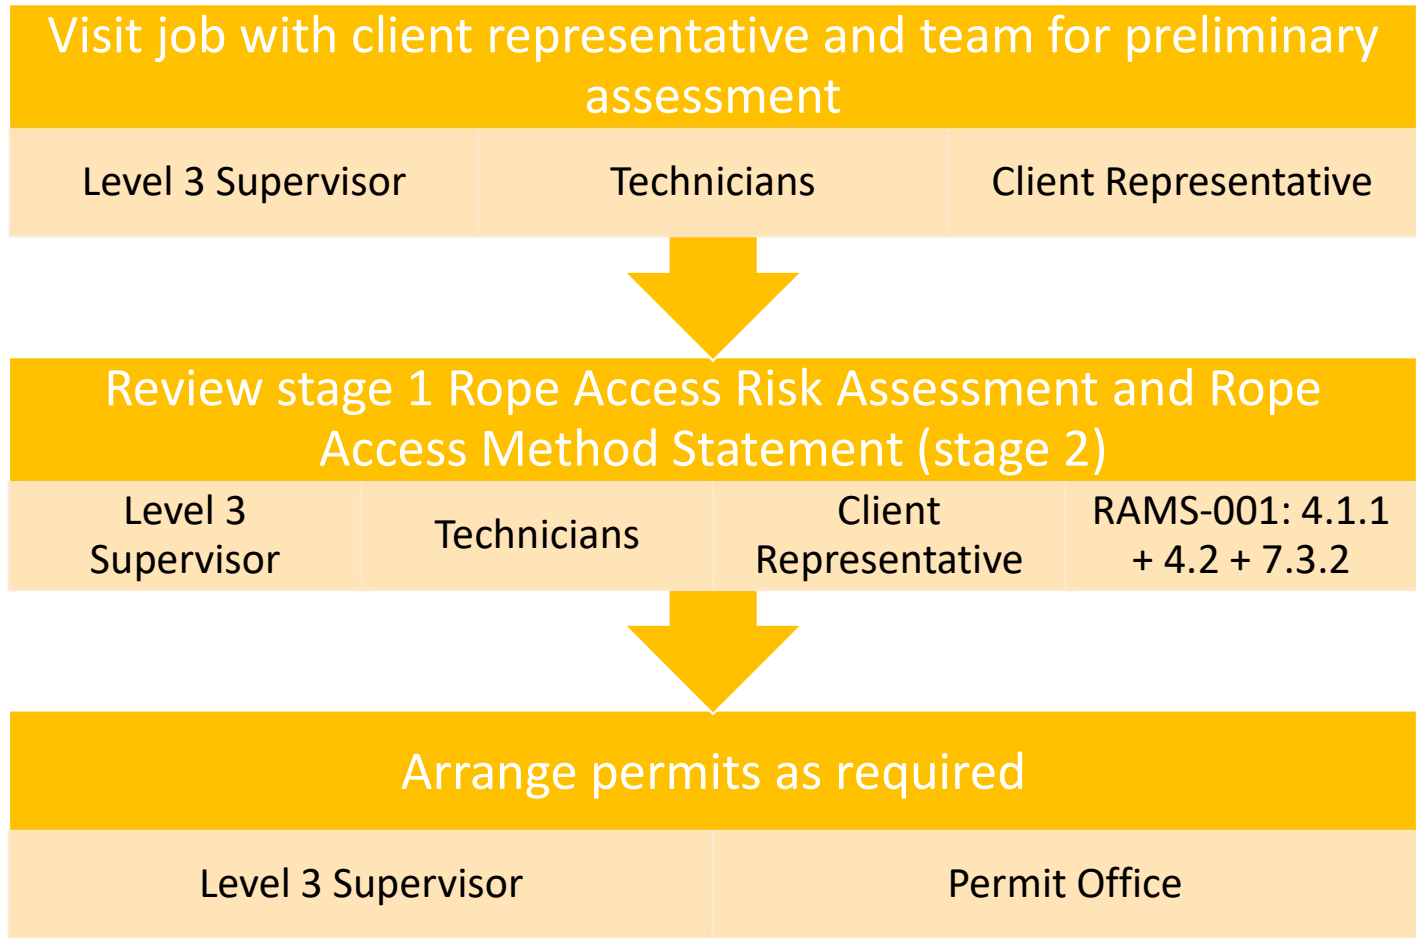 Visit job with client representative and team for preliminary
assessment
Level 3 Supervisor
Technicians
Client Representative
Review stage 1 Rope Access Risk Assessment and Rope
Access Method Statement (stage 2)
Level 3
Supervisor
Technicians
Client
Representative
RAMS-001: 4.1.1
+ 4.2 + 7.3.2
Arrange permits as required
Level 3 Supervisor
Permit Office